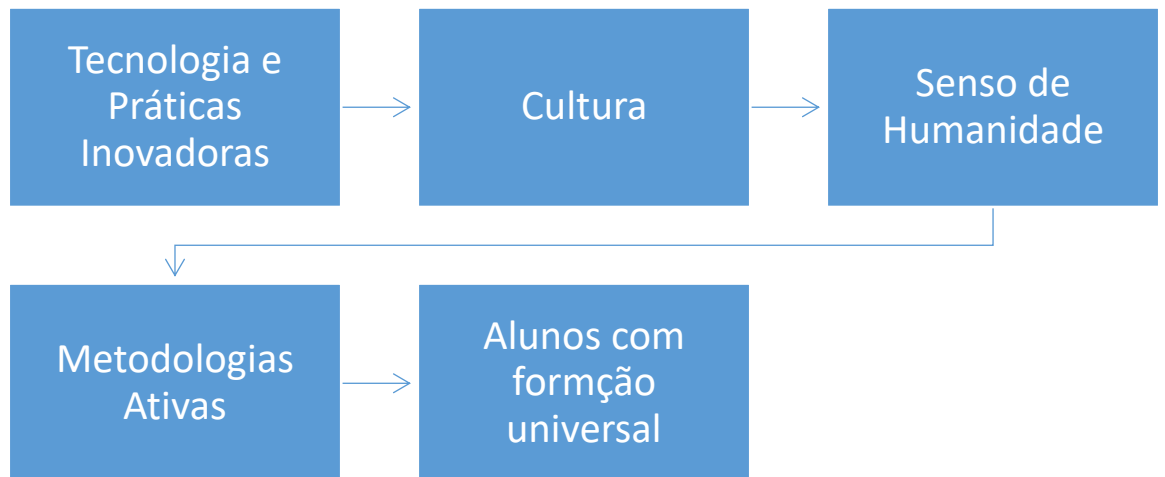 Tecnologia e
Práticas
Inovadoras
Cultura
Senso de
Humanidade
Metodologias
Ativas
Alunos com
formção
universal